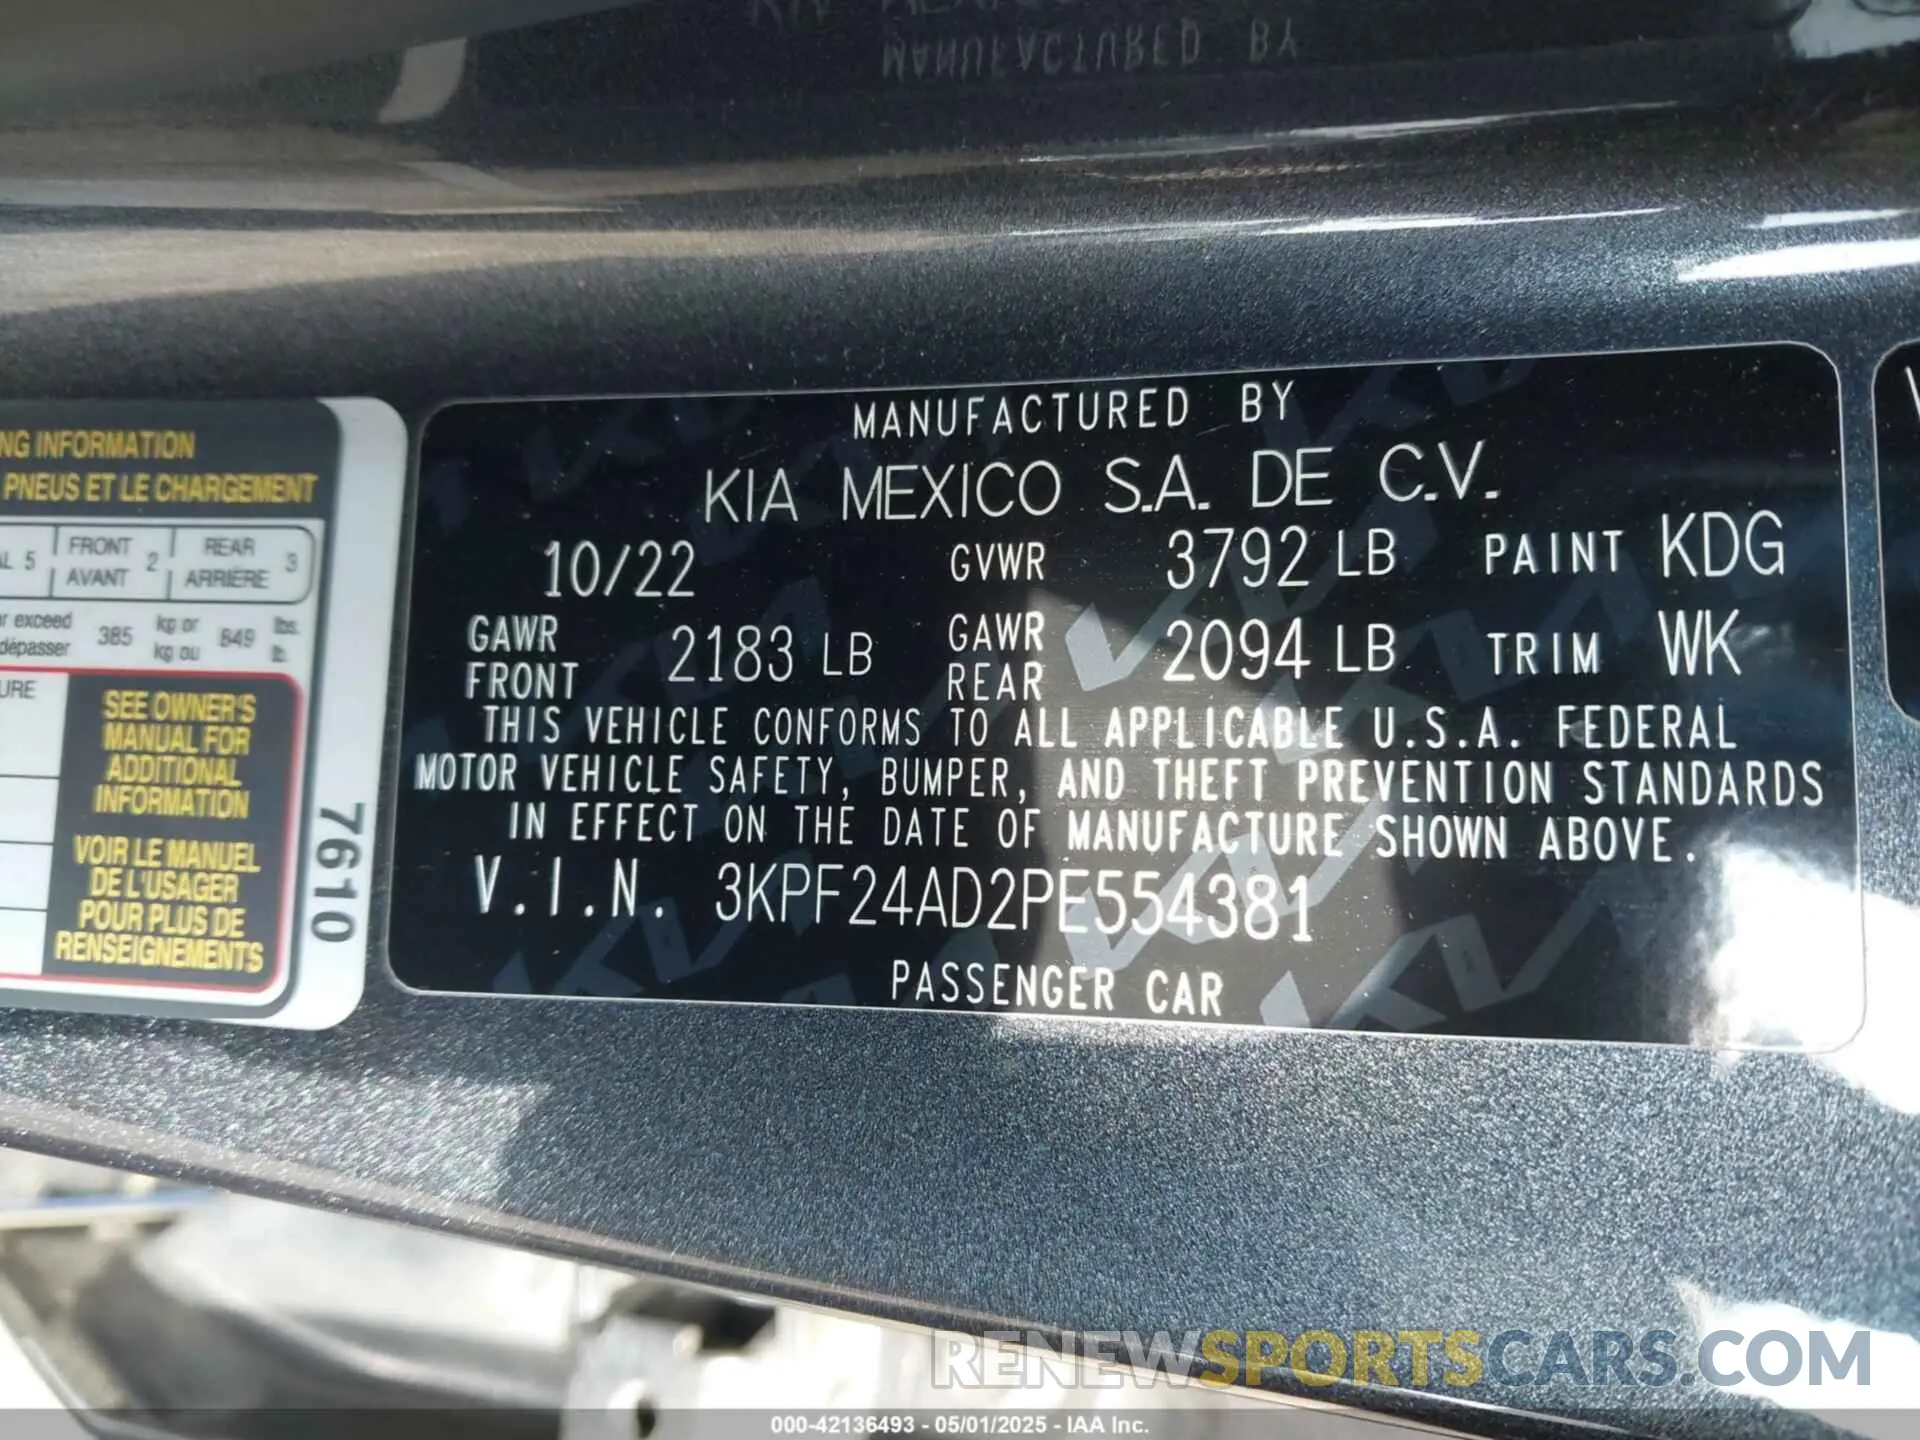 MANUFACTURED BY
MANUFACTURED BY
KIA MEXICO S.A. DE C.V.
10/22 GVWR 3792 LB PAINT KDG
GAWR FRONT 2183 LB GAWR REAR 2094 LB TRIM WK
THIS VEHICLE CONFORMS TO ALL APPLICABLE U.S.A. FEDERAL
MOTOR VEHICLE SAFETY, BUMPER, AND THEFT PREVENTION STANDARDS
IN EFFECT ON THE DATE OF MANUFACTURE SHOWN ABOVE.
V.I.N. 3KPF24AD2PE554381
PASSENGER CAR
NG INFORMATION
PNEUS ET LE CHARGEMENT
AL 5 FRONT AVANT 2 REAR ARRIÈRE 3
r exceed
dépasser 385 kg or kg ou 849 lbs. lb.
URE
SEE OWNER'S
MANUAL FOR
ADDITIONAL
INFORMATION
VOIR LE MANUEL
DE L'USAGER
POUR PLUS DE
RENSEIGNEMENTS
7610
RENEWSPORTSCARS.COM
000-42136493 - 05/01/2025 - IAA Inc.